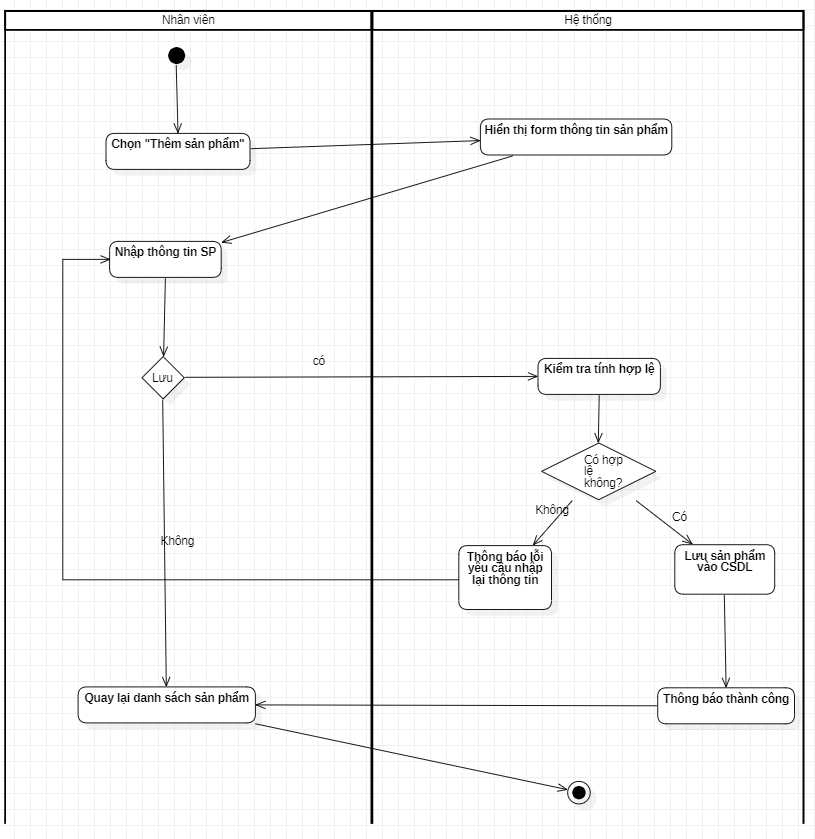 Nhân viên
Hệ thống
Chọn "Thêm sản phẩm"
Hiển thị form thông tin sản phẩm
Nhập thông tin SP
Lưu
có
Kiểm tra tính hợp lệ
Có hợp
lệ
không?
Không
Có
Không
Thông báo lỗi
yêu cầu nhập
lại thông tin
Lưu sản phẩm
vào CSDL
Quay lại danh sách sản phẩm
Thông báo thành công